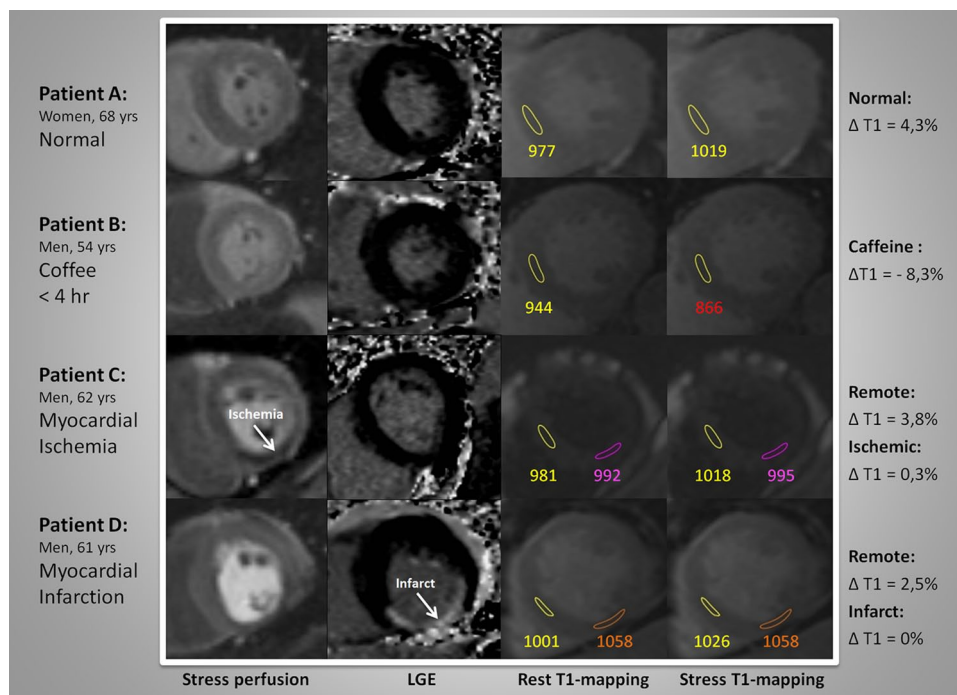 Patient A:
Women, 68 yrs
Normal
977
1019
Normal:
Δ T1 = 4,3%
Patient B:
Men, 54 yrs
Coffee
< 4 hr
944
866
Caffeine :
ΔT1 = - 8,3%
Patient C:
Men, 62 yrs
Myocardial
Ischemia
Ischemia
981
992
1018
995
Remote:
Δ T1 = 3,8%
Ischemic:
Δ T1 = 0,3%
Patient D:
Men, 61 yrs
Myocardial
Infarction
Infarct
1001
1058
1026
1058
Remote:
Δ T1 = 2,5%
Infarct:
Δ T1 = 0%
Stress perfusion
LGE
Rest T1-mapping
Stress T1-mapping